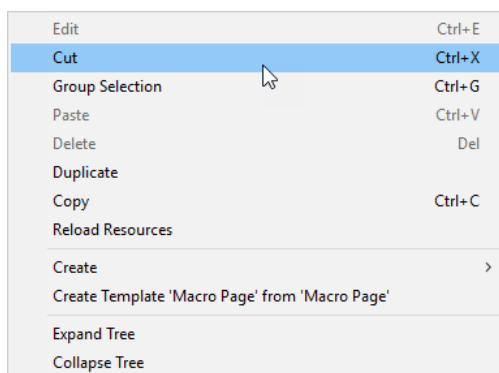 Edit Ctrl+E
Cut Ctrl+X
Group Selection Ctrl+G
Paste Ctrl+V
Delete Del
Duplicate
Copy Ctrl+C
Reload Resources
Create
Create Template 'Macro Page' from 'Macro Page'
Expand Tree
Collapse Tree